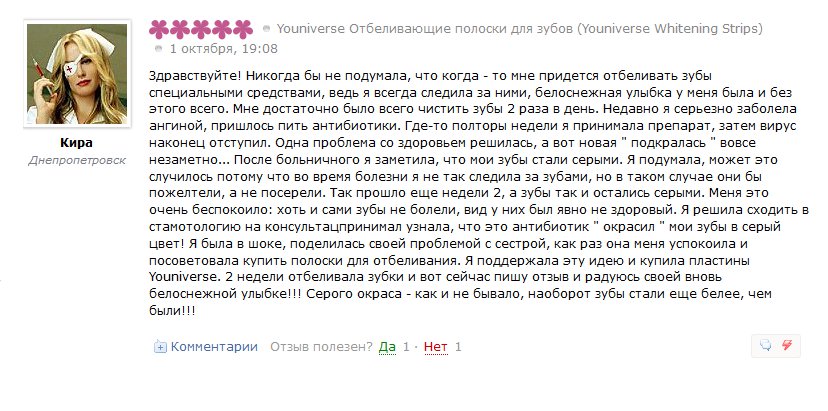 Youniverse Отбеливающие полоски для зубов (Youniverse Whitening Strips)
1 октября, 19:08
Здравствуйте! Никогда бы не подумала, что когда - то мне придется отбеливать зубы
специальными средствами, ведь я всегда следила за ними, белоснежная улыбка у меня была и без
этого всего. Мне достаточно было всего чистить зубы 2 раза в день. Недавно я серьезно заболела
ангиной, пришлось пить антибиотики. Где-то полторы недели я принимала препарат, затем вирус
наконец отступил. Одна проблема со здоровьем решилась, а вот новая " подкралась " вовсе
незаметно... После больничного я заметила, что мои зубы стали серыми. Я подумала, может это
случилось потому что во время болезни я не так следила за зубами, но в таком случае они бы
пожелтели, а не посерели. Так прошло еще недели 2, а зубы так и остались серыми. Меня это
очень беспокоило: хоть и сами зубы не болели, вид у них был явно не здоровый. Я решила сходить в
стамотологию на консультацпринимал узнала, что это антибиотик " окрасил " мои зубы в серый
цвет! Я была в шоке, поделилась своей проблемой с сестрой, как раз она меня успокоила и
посоветовала купить полоски для отбеливания. Я поддержала эту идею и купила пластины
Youniverse. 2 недели отбеливала зубки и вот сейчас пишу отзыв и радуюсь своей вновь
белоснежной улыбке!!! Серого окраса - как и не бывало, наоборот зубы стали еще белее, чем
были!!!
Кира
Днепропетровск
Комментарии Отзыв полезен? Да 1 · Нет 1